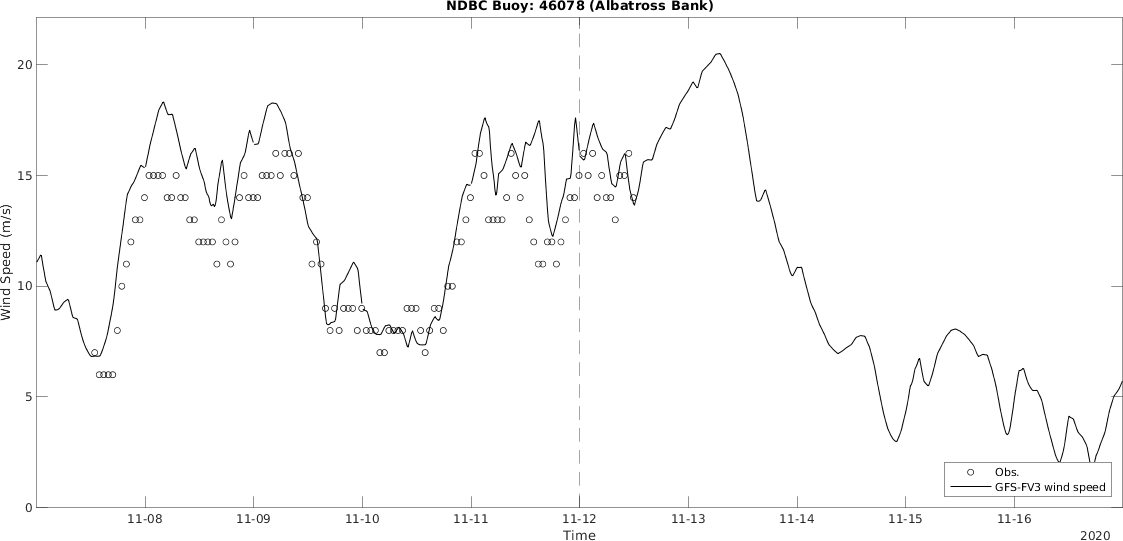 NDBC Buoy: 46078 (Albatross Bank)
Wind Speed (m/s)
20
15
10
5
0
11-08 11-09 11-10 11-11 11-12 11-13 11-14 11-15 11-16
Time
2020
Obs.
GFS-FV3 wind speed